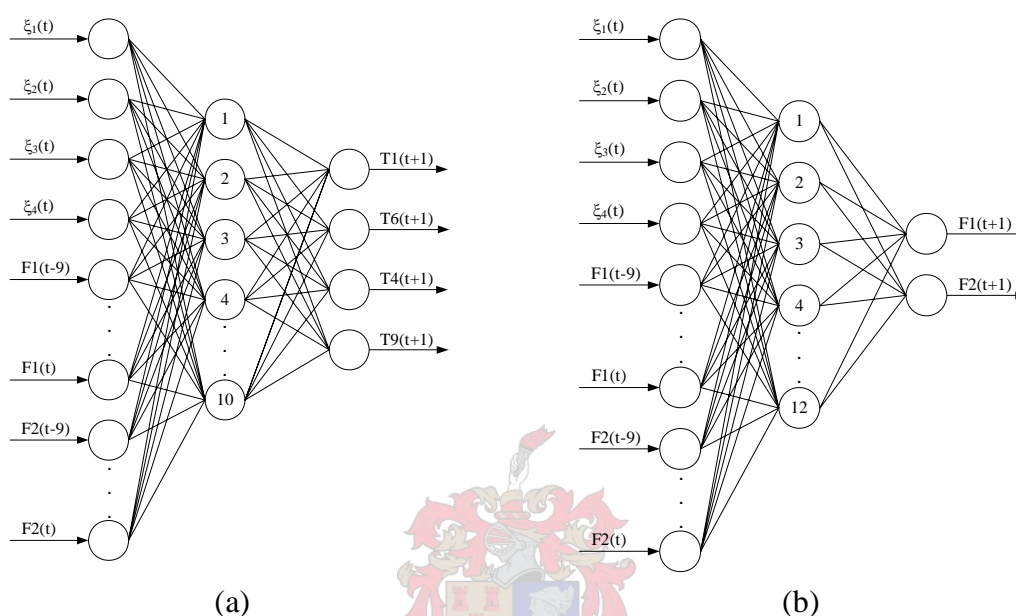 ξ₁(t)
ξ₂(t)
ξ₃(t)
ξ₄(t)
F1(t-9)
F1(t)
F2(t-9)
F2(t)
1
2
3
4
10
T1(t+1)
T6(t+1)
T4(t+1)
T9(t+1)
(a)
ξ₁(t)
ξ₂(t)
ξ₃(t)
ξ₄(t)
F1(t-9)
F1(t)
F2(t-9)
F2(t)
1
2
3
4
12
F1(t+1)
F2(t+1)
(b)